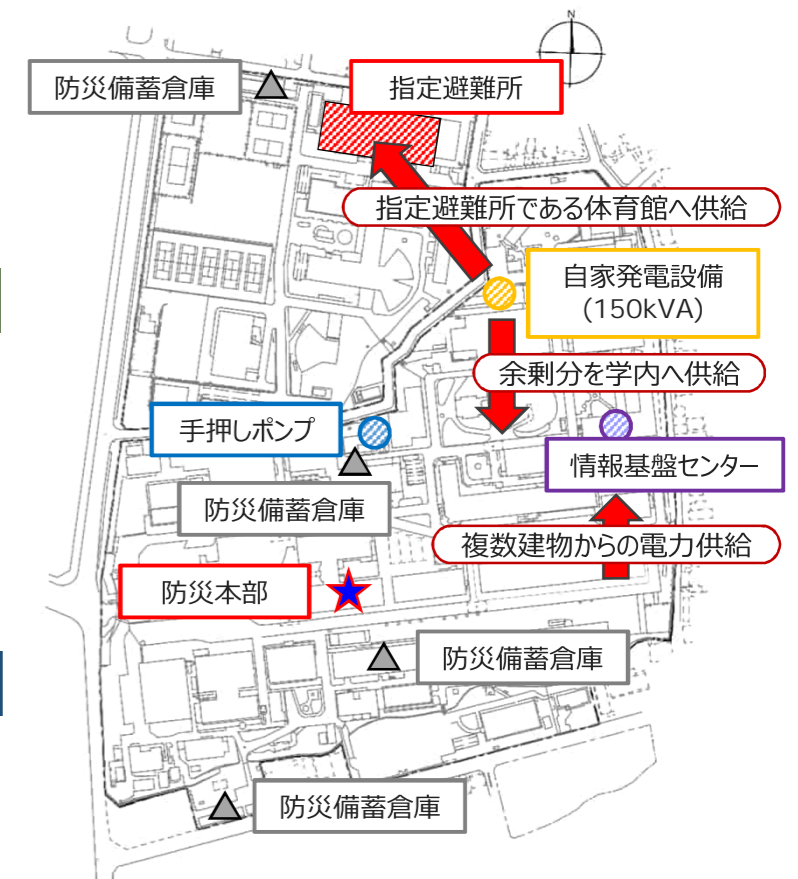 N
防災備蓄倉庫
指定避難所
指定避難所である体育館へ供給
自家発電設備
(150kVA)
余剰分を学内へ供給
手押しポンプ
情報基盤センター
防災備蓄倉庫
複数建物からの電力供給
防災本部
防災備蓄倉庫
防災備蓄倉庫